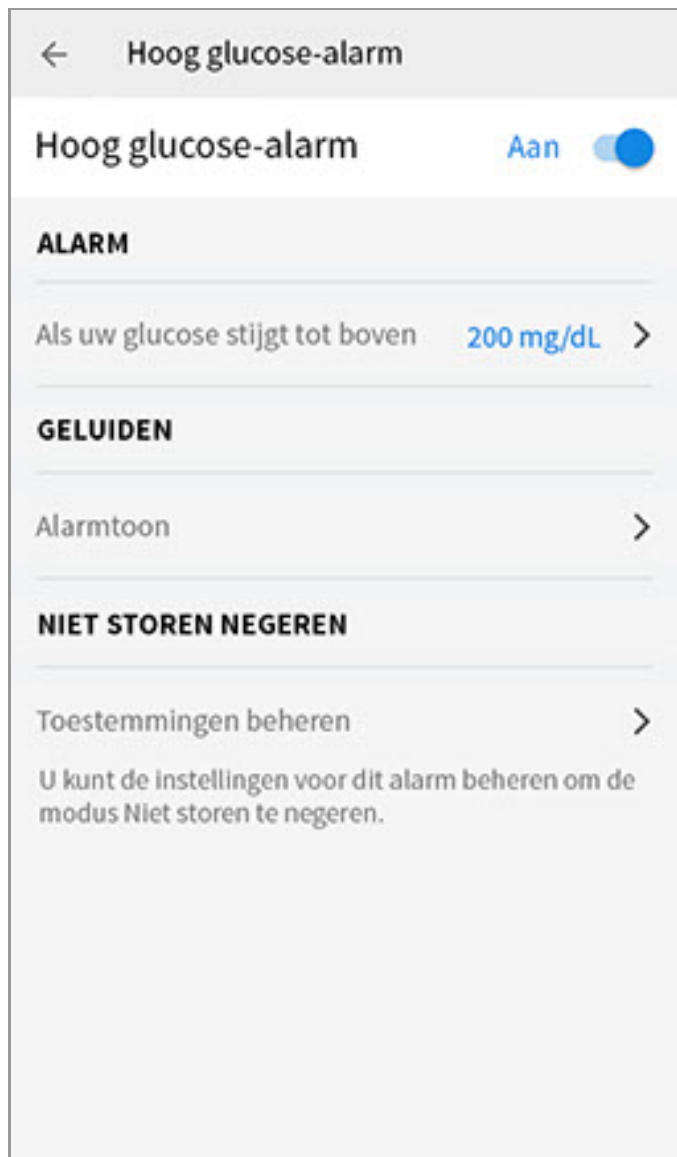 Hoog glucose-alarm
Hoog glucose-alarm Aan
ALARM
Als uw glucose stijgt tot boven 200 mg/dL
GELUIDEN
Alarmtoon
NIET STOREN NEGEREN
Toestemmingen beheren
U kunt de instellingen voor dit alarm beheren om de
modus Niet storen te negeren.